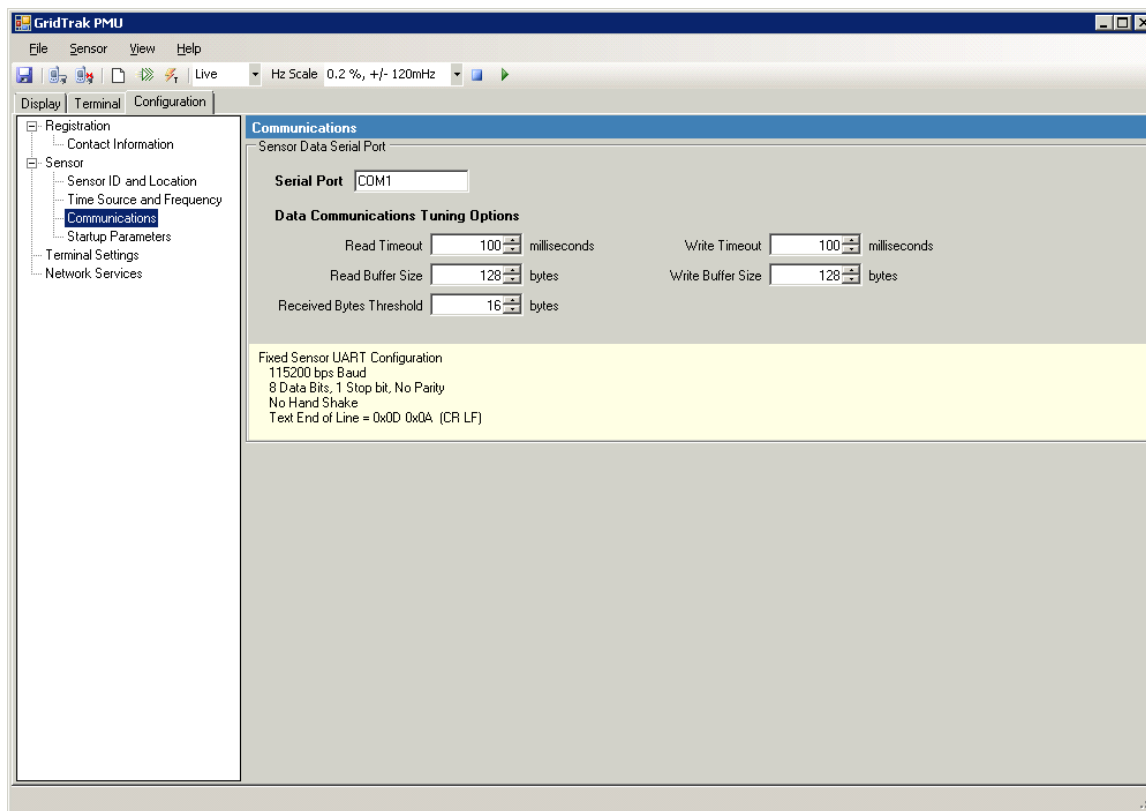 GridTrak PMU
File Sensor View Help
Live Hz Scale 0.2 %, +/- 120mHz
Display Terminal Configuration
Registration
Contact Information
Sensor
Sensor ID and Location
Time Source and Frequency
Communications
Startup Parameters
Terminal Settings
Network Services
Communications
Sensor Data Serial Port
Serial Port COM1
Data Communications Tuning Options
Read Timeout 100 milliseconds Write Timeout 100 milliseconds
Read Buffer Size 128 bytes Write Buffer Size 128 bytes
Received Bytes Threshold 16 bytes
Fixed Sensor UART Configuration
115200 bps Baud
8 Data Bits, 1 Stop bit, No Parity
No Hand Shake
Text End of Line = 0x0D 0x0A (CR LF)